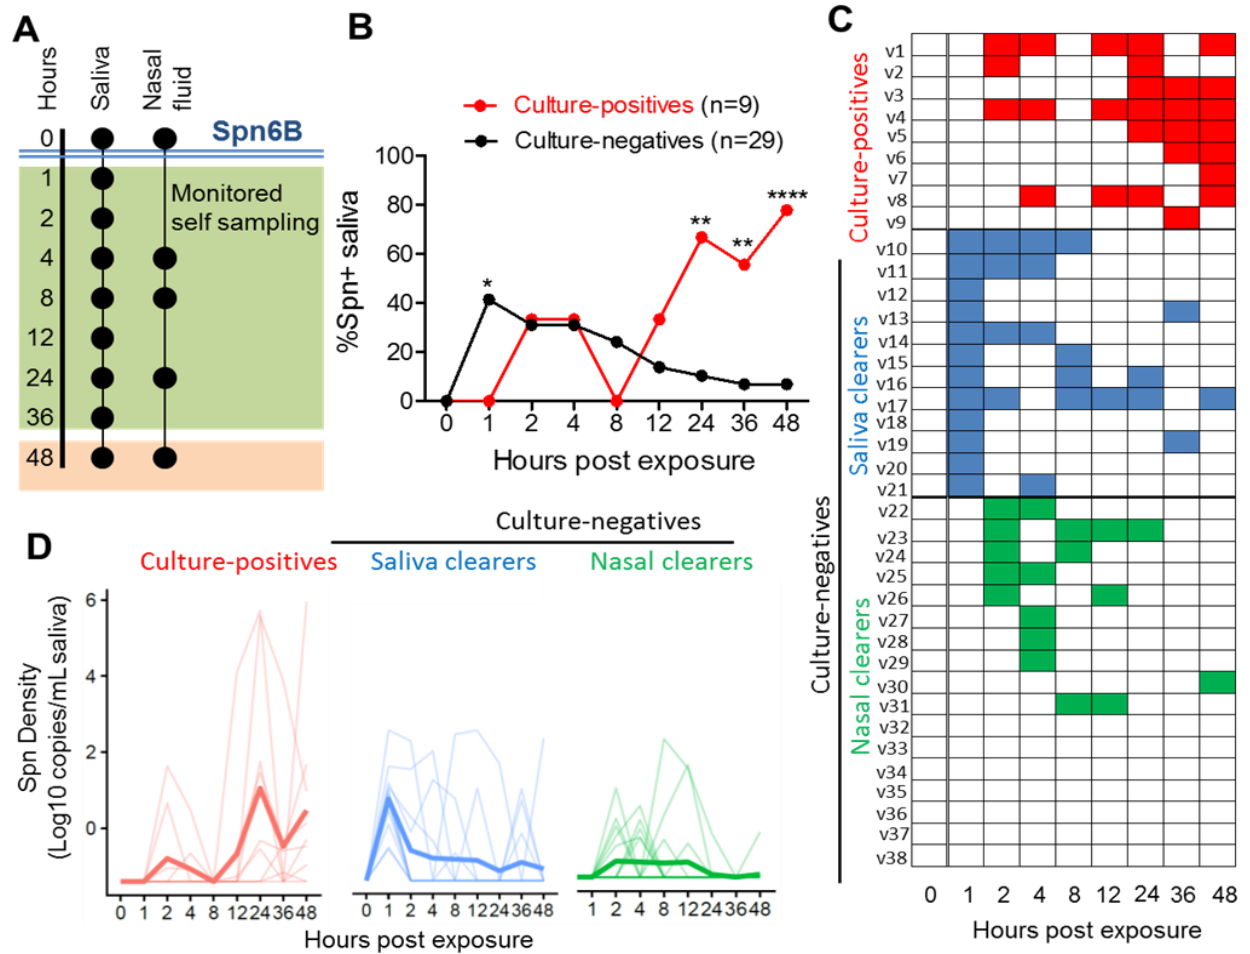 A
Hours
Saliva
Nasal
fluid
Spn6B
0
1
2
4
8
12
24
36
48
Monitored
self sampling
B
Culture-positives (n=9)
Culture-negatives (n=29)
%Spn+ saliva
100
80
60
40
20
0
*
**
**
****
0 1 2 4 8 12 24 36 48
Hours post exposure
C
Culture-positives
Saliva clearers
Nasal clearers
Culture-negatives
v1
v2
v3
v4
v5
v6
v7
v8
v9
v10
v11
v12
v13
v14
v15
v16
v17
v18
v19
v20
v21
v22
v23
v24
v25
v26
v27
v28
v29
v30
v31
v32
v33
v34
v35
v36
v37
v38
0 1 2 4 8 12 24 36 48
Hours post exposure
D
Culture-negatives
Culture-positives
Saliva clearers
Nasal clearers
Spn Density
(Log10 copies/mL saliva)
6
4
2
0
0 1 2 4 8 12 24 36 48
0 1 2 4 8 12 24 36 48
1 2 4 8 12 24 36 48
Hours post exposure